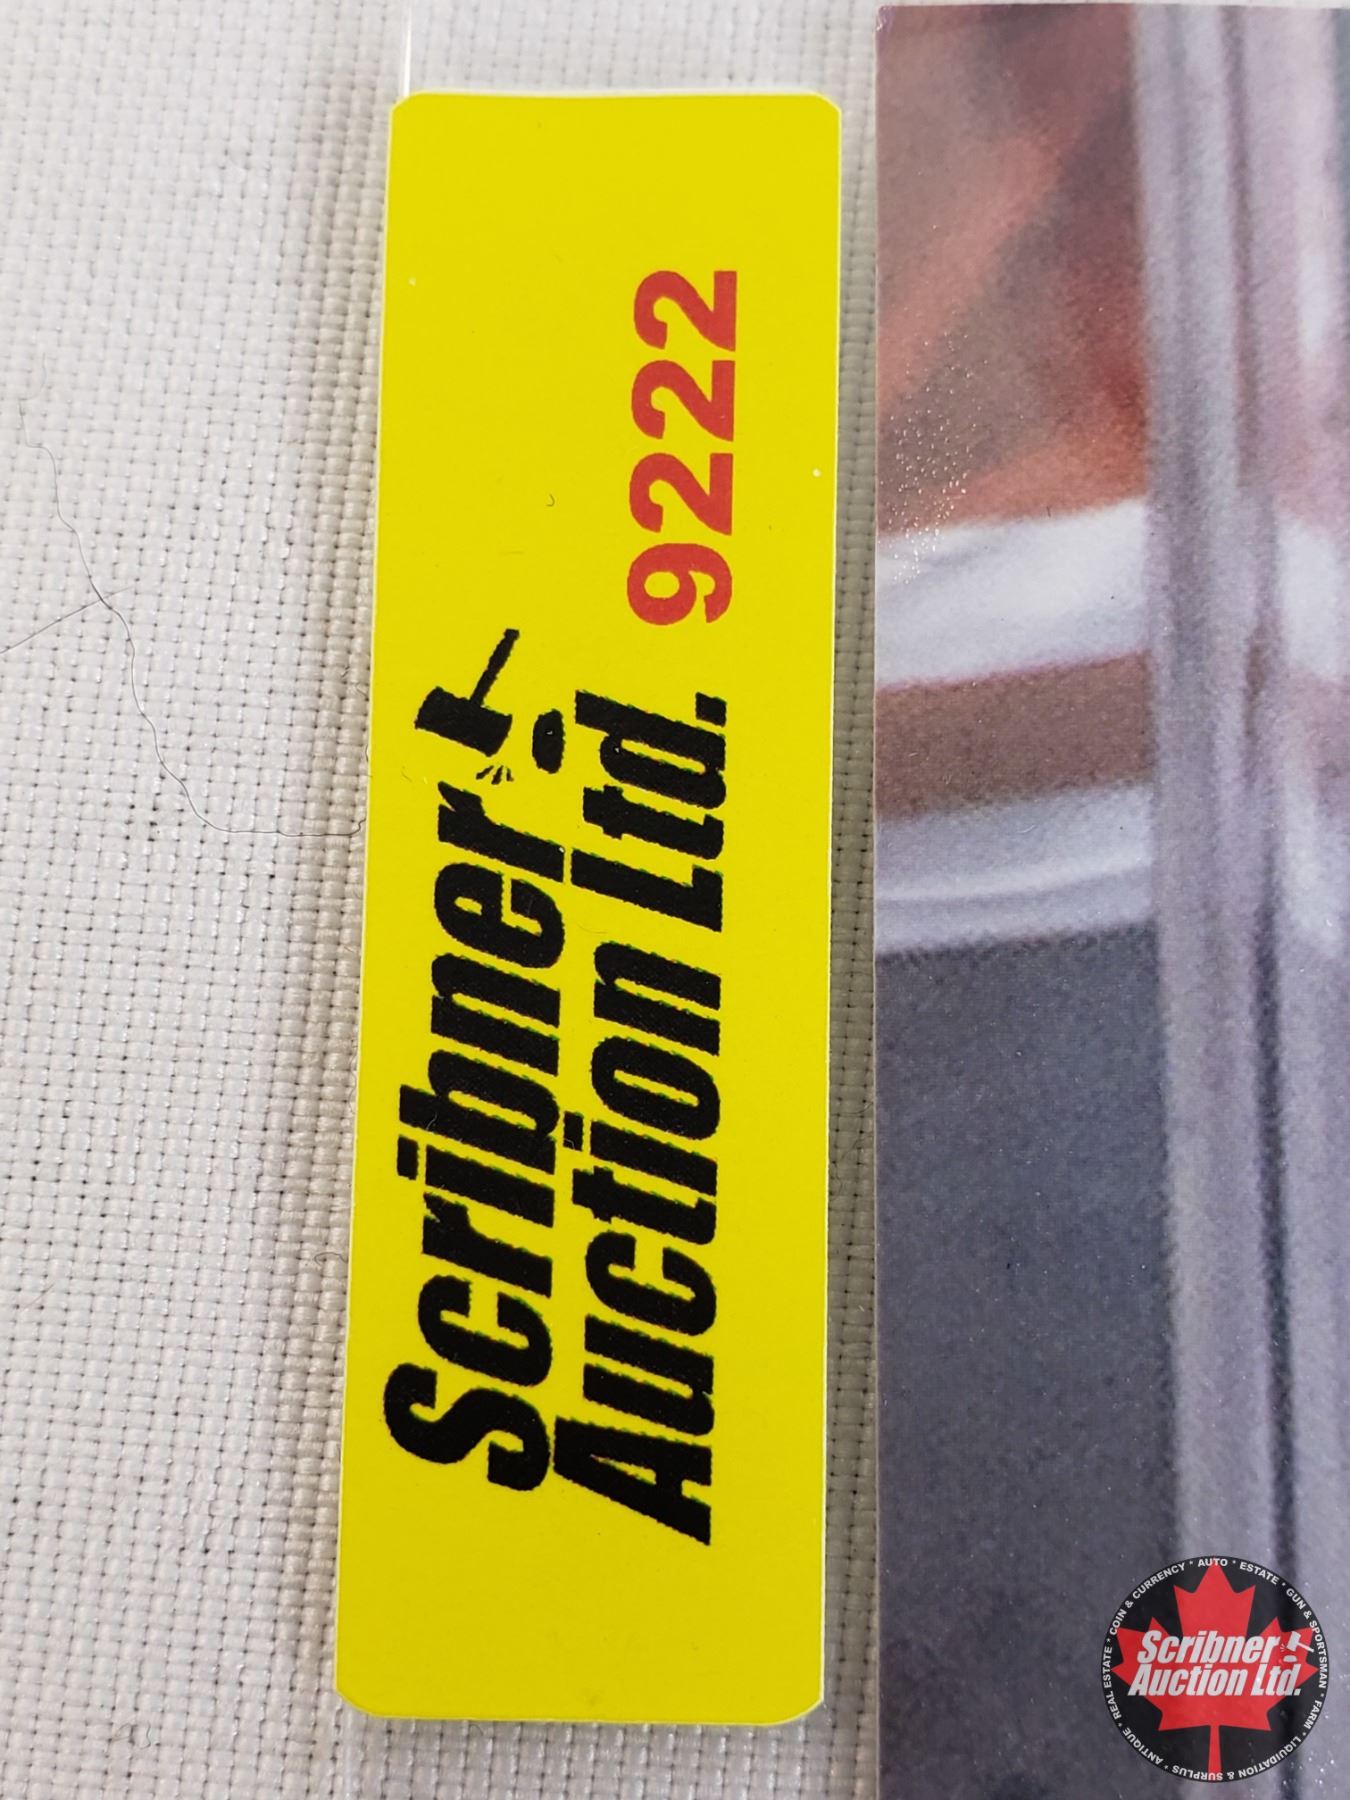 Scribner
Auction Ltd. 9222
Scribner
Auction Ltd.
REAL ESTATE * COIN & CURRENCY * AUTO * ESTATE * GUN & SPORTSMAN * FARM * LIQUIDATION & SURPLUS * ANTIQUE *